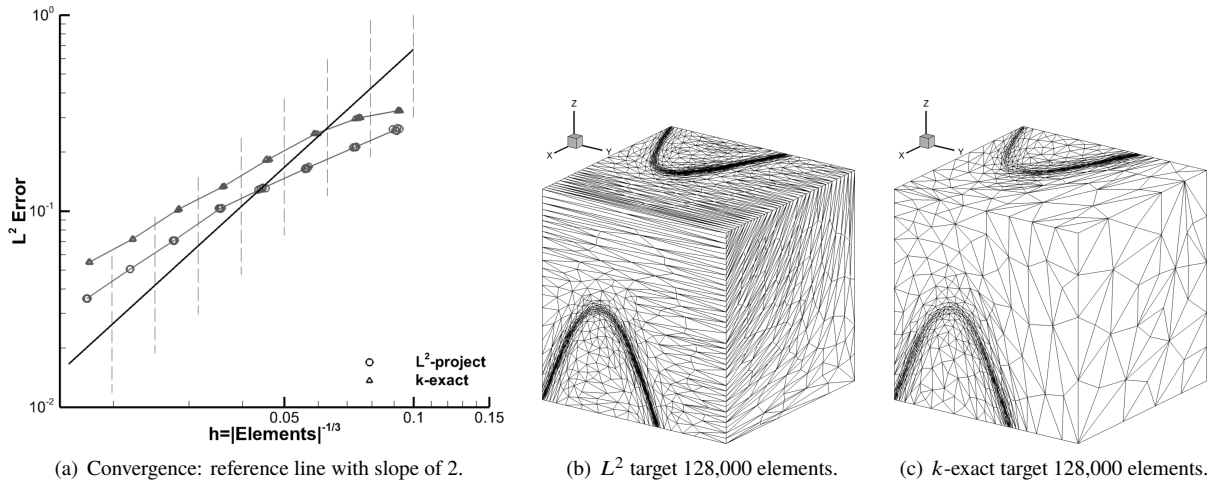 10⁰
10⁻¹
10⁻²
L² Error
L²-project
k-exact
0.05
0.1
0.15
h=|Elements|⁻¹/³
Z
X
Y
Z
X
Y
(a) Convergence: reference line with slope of 2.
(b) L² target 128,000 elements.
(c) k-exact target 128,000 elements.